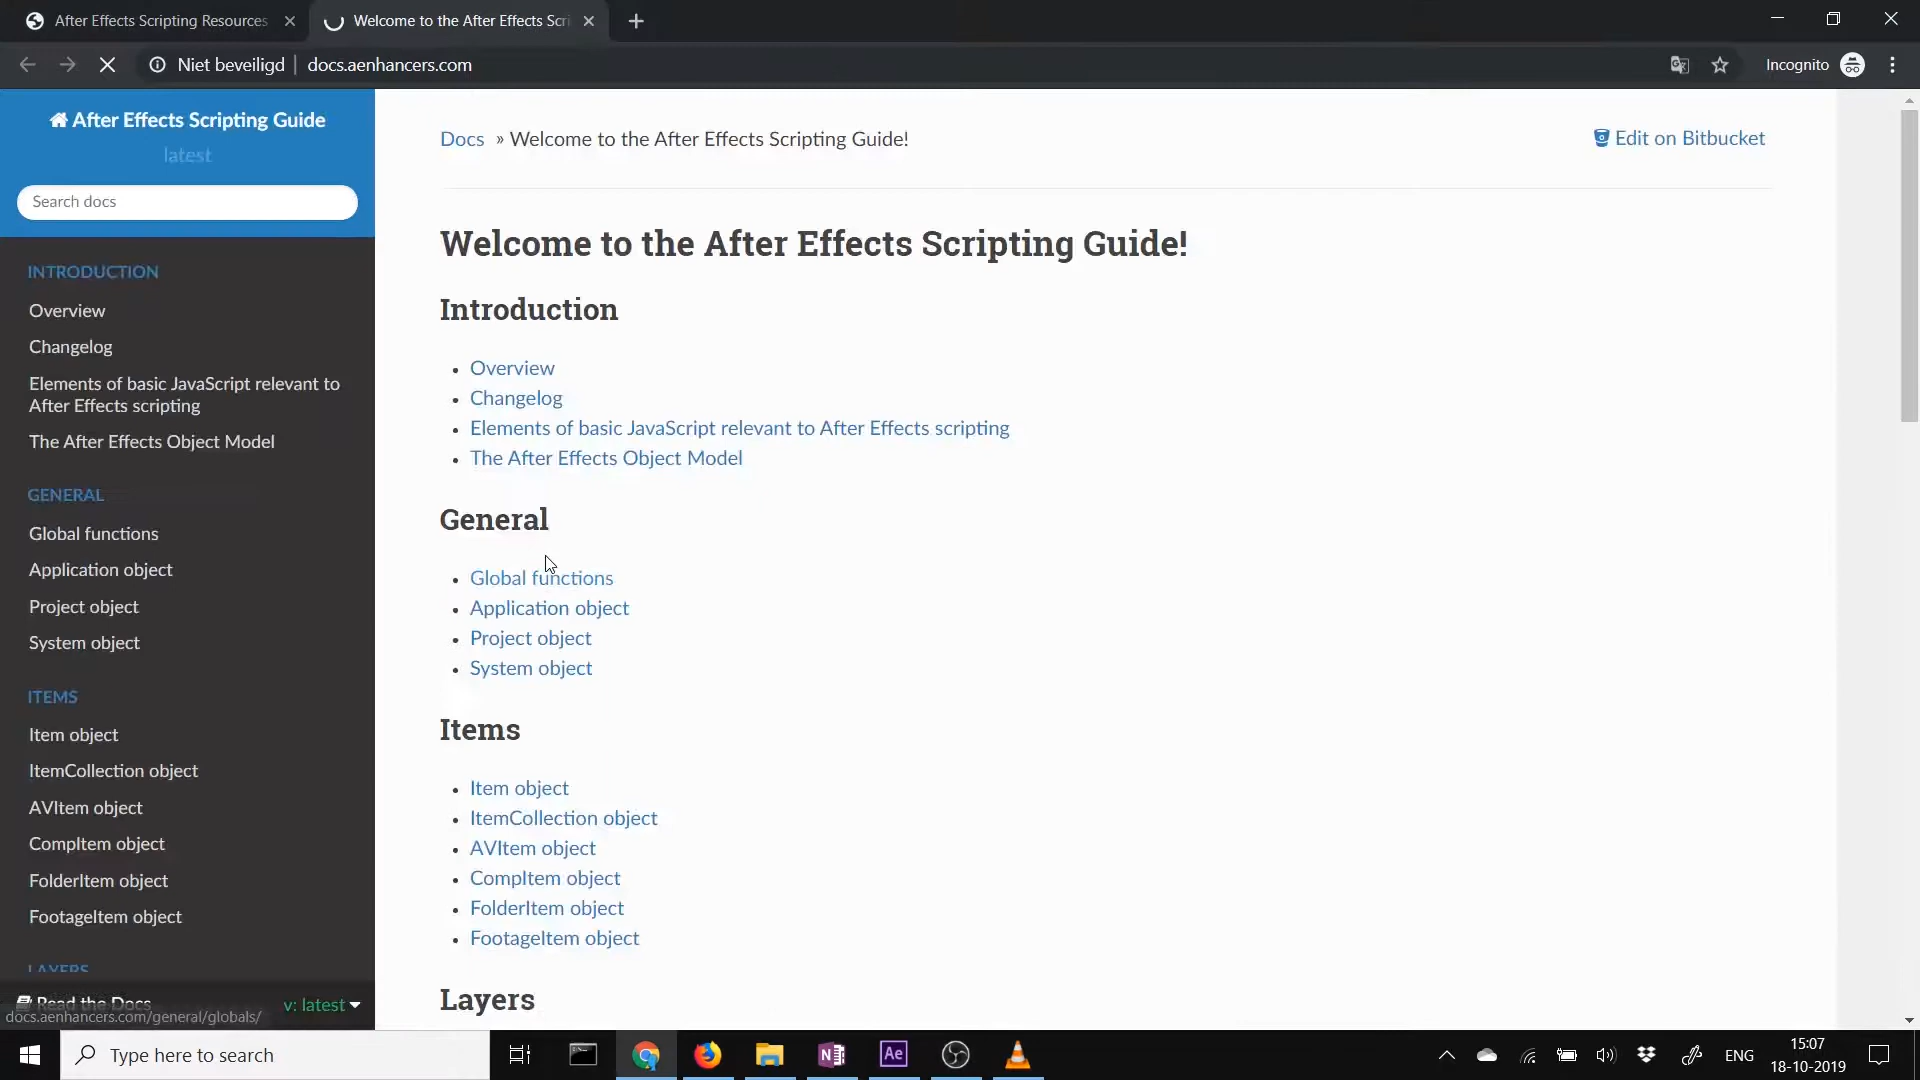 After Effects Scripting Resources
Welcome to the After Effects Scri
Niet beveiligd
docs.aenhancers.com
Incognito
After Effects Scripting Guide
latest
Search docs
INTRODUCTION
Overview
Changelog
Elements of basic JavaScript relevant to
After Effects scripting
The After Effects Object Model
GENERAL
Global functions
Application object
Project object
System object
ITEMS
Item object
ItemCollection object
AVItem object
CompItem object
FolderItem object
FootageItem object
LAYERS
Read the Docs
v: latest
docs.aenhancers.com/general/globals/
Docs » Welcome to the After Effects Scripting Guide!
Edit on Bitbucket
Welcome to the After Effects Scripting Guide!
Introduction
Overview
Changelog
Elements of basic JavaScript relevant to After Effects scripting
The After Effects Object Model
General
Global functions
Application object
Project object
System object
Items
Item object
ItemCollection object
AVItem object
CompItem object
FolderItem object
FootageItem object
Layers
Type here to search
Ae
ENG
15:07
18-10-2019